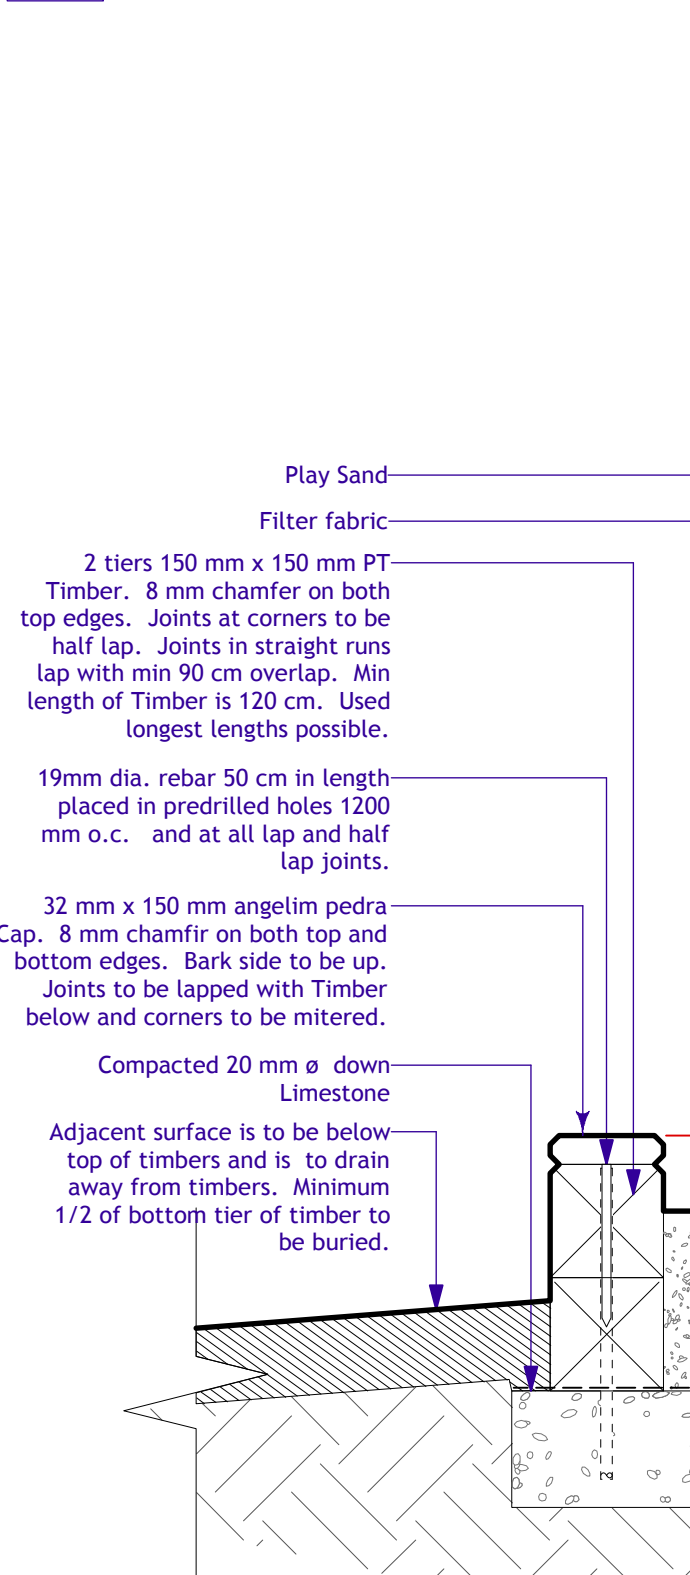 Play Sand
Filter fabric
2 tiers 150 mm x 150 mm PT
Timber. 8 mm chamfer on both
top edges. Joints at corners to be
half lap. Joints in straight runs
lap with min 90 cm overlap. Min
length of Timber is 120 cm. Used
longest lengths possible.
19mm dia. rebar 50 cm in length
placed in predrilled holes 1200
mm o.c. and at all lap and half
lap joints.
32 mm x 150 mm angelim pedra
Cap. 8 mm chamfir on both top and
bottom edges. Bark side to be up.
Joints to be lapped with Timber
below and corners to be mitered.
Compacted 20 mm ø down
Limestone
Adjacent surface is to be below
top of timbers and is to drain
away from timbers. Minimum
1/2 of bottom tier of timber to
be buried.